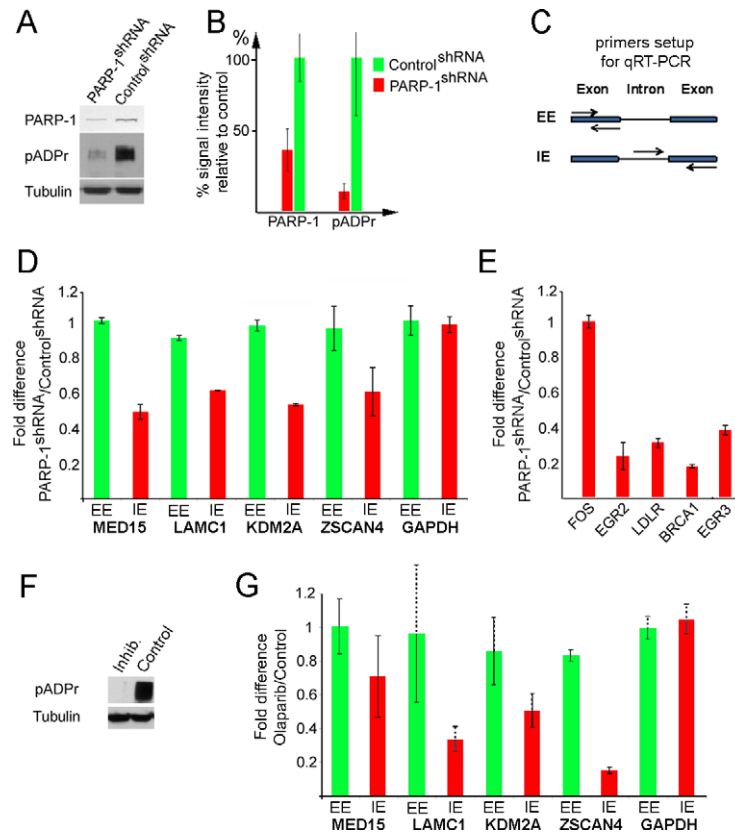 A
PARP-1shRNA
ControlshRNA
PARP-1
pADPr
Tubulin
B
%
100
50
% signal intensity
relative to control
ControlshRNA
PARP-1shRNA
PARP-1 pADPr
C
primers setup
for qRT-PCR
Exon Intron Exon
EE
IE
D
Fold difference
PARP-1shRNA/ControlshRNA
1.2
1
0.8
0.6
0.4
0.2
EE IE EE IE EE IE EE IE EE IE
MED15 LAMC1 KDM2A ZSCAN4 GAPDH
E
Fold difference
PARP-1shRNA/ControlshRNA
1.2
1
0.8
0.6
0.4
0.2
FOS EGR2 LDLR BRCA1 EGR3
F
Inhib. Control
pADPr
Tubulin
G
Fold difference
Olaparib/Control
1.2
1
0.8
0.6
0.4
0.2
0
EE IE EE IE EE IE EE IE EE IE
MED15 LAMC1 KDM2A ZSCAN4 GAPDH